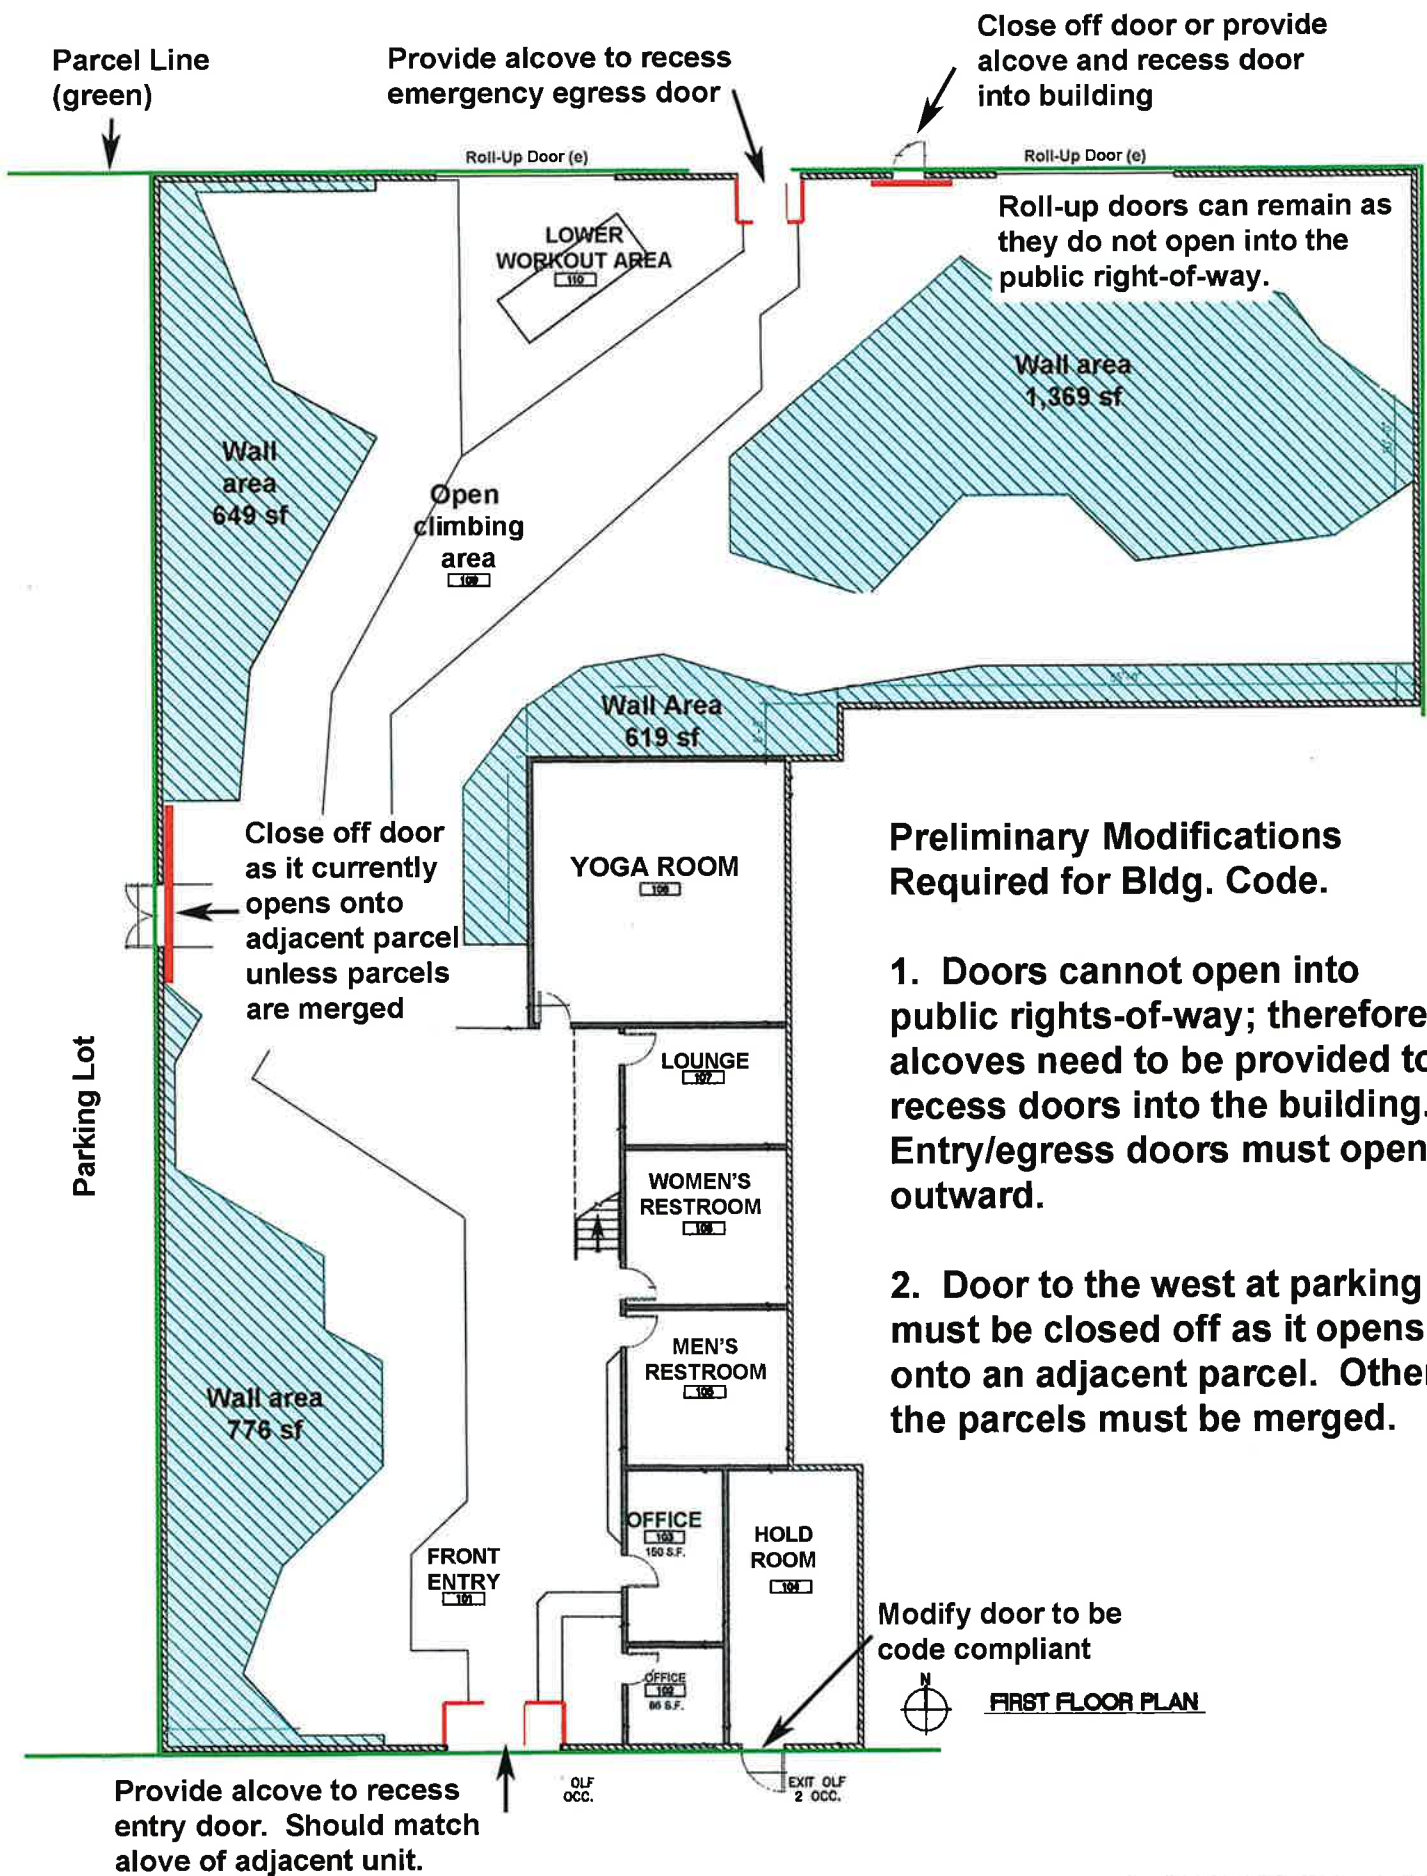 Parcel Line
(green)
Provide alcove to recess
emergency egress door
Close off door or provide
alcove and recess door
into building
Roll-Up Door (e)
Roll-Up Door (e)
Roll-up doors can remain as
they do not open into the
public right-of-way.
LOWER
WORKOUT AREA
110
Wall area
1,369 sf
Wall
area
649 sf
Open
climbing
area
109
Wall Area
619 sf
Close off door
as it currently
opens onto
adjacent parcel
unless parcels
are merged
YOGA ROOM
Parking Lot
LOUNGE
107
WOMEN'S
RESTROOM
MEN'S
RESTROOM
105
Wall area
776 sf
OFFICE
103
150 S.F.
HOLD
ROOM
104
FRONT
ENTRY
101
OFFICE
102
86 S.F.
Preliminary Modifications
Required for Bldg. Code.
1. Doors cannot open into
public rights-of-way; therefore
alcoves need to be provided to
recess doors into the building.
Entry/egress doors must open
outward.
2. Door to the west at parking
must be closed off as it opens
onto an adjacent parcel. Other
the parcels must be merged.
Modify door to be
code compliant
N
FIRST FLOOR PLAN
Provide alcove to recess
entry door. Should match
alove of adjacent unit.
OLF
OCC.
EXIT OLF
2 OCC.